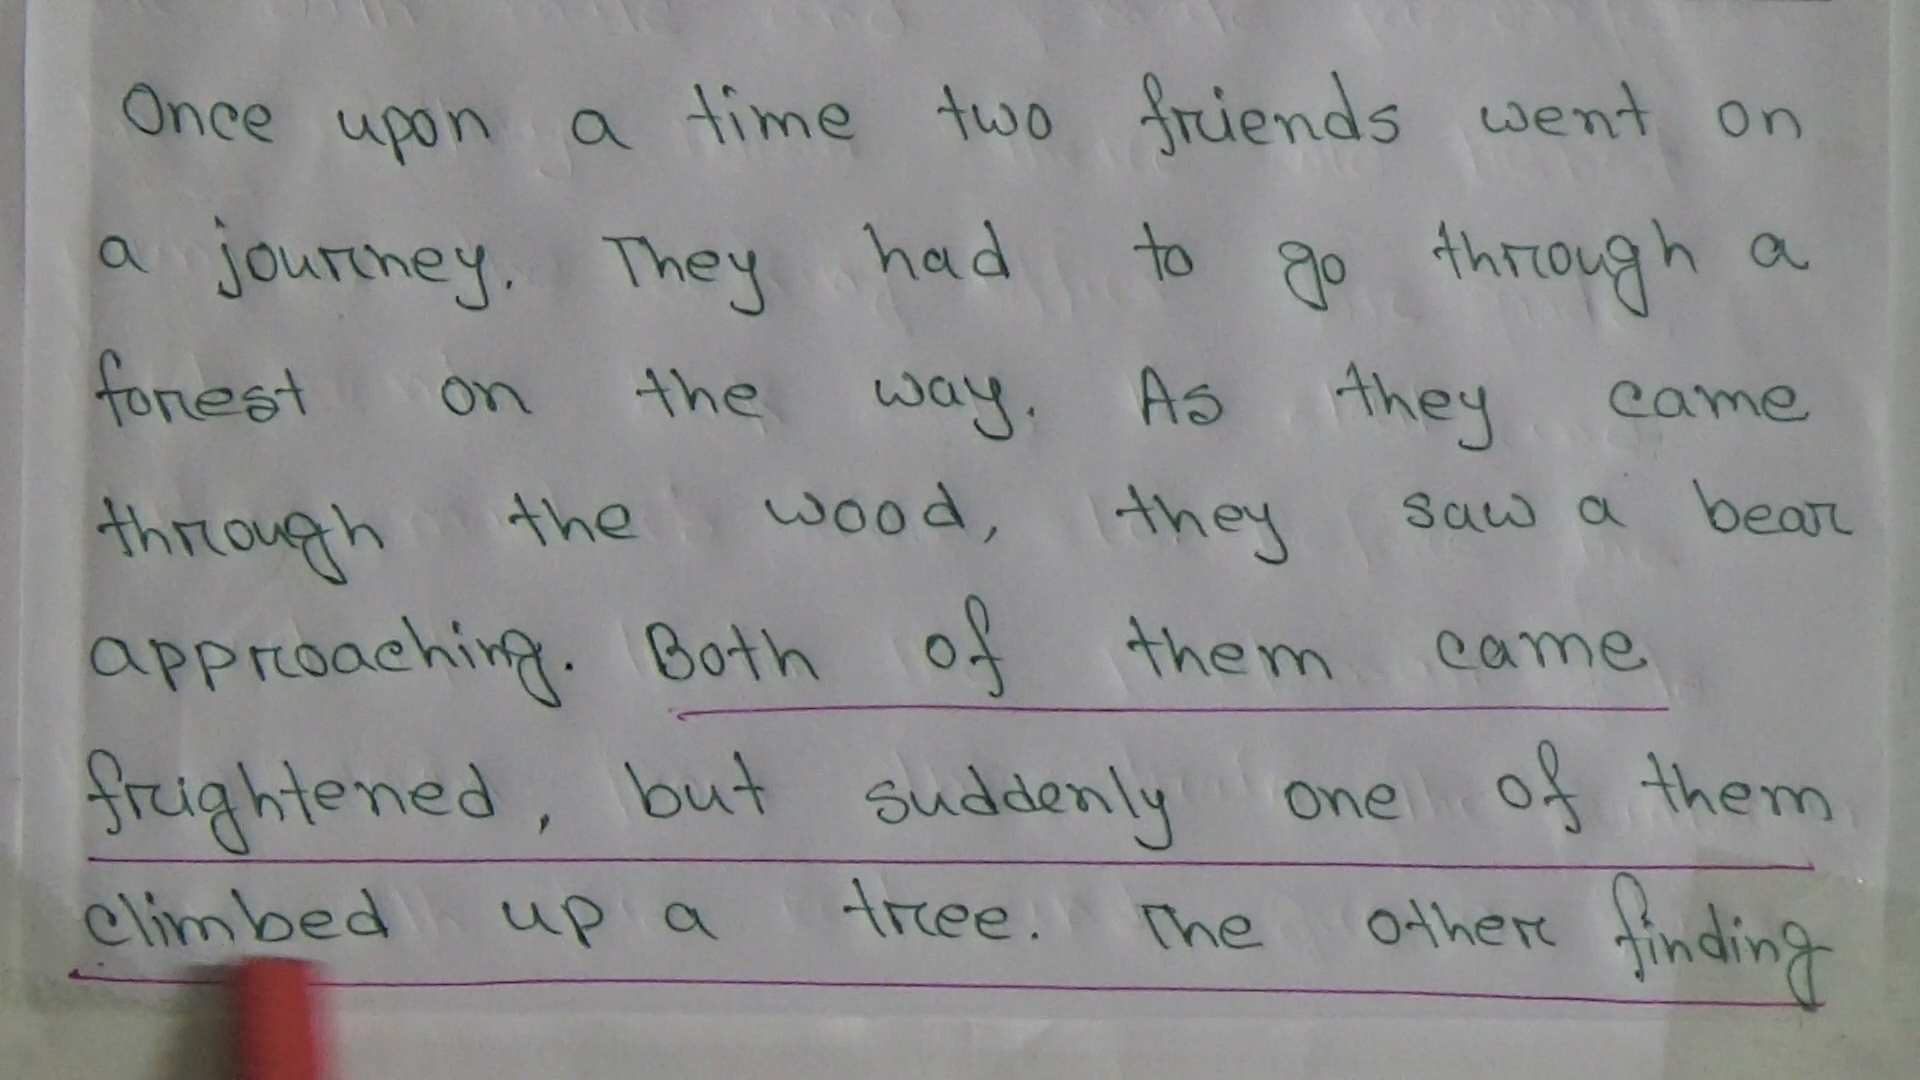 Once upon a time two friends went on
a journey. They had to go through a
forest on the way. As they came
through the wood, they saw a bear
approaching. Both of them came
frightened, but suddenly one of them
climbed up a tree. The other finding